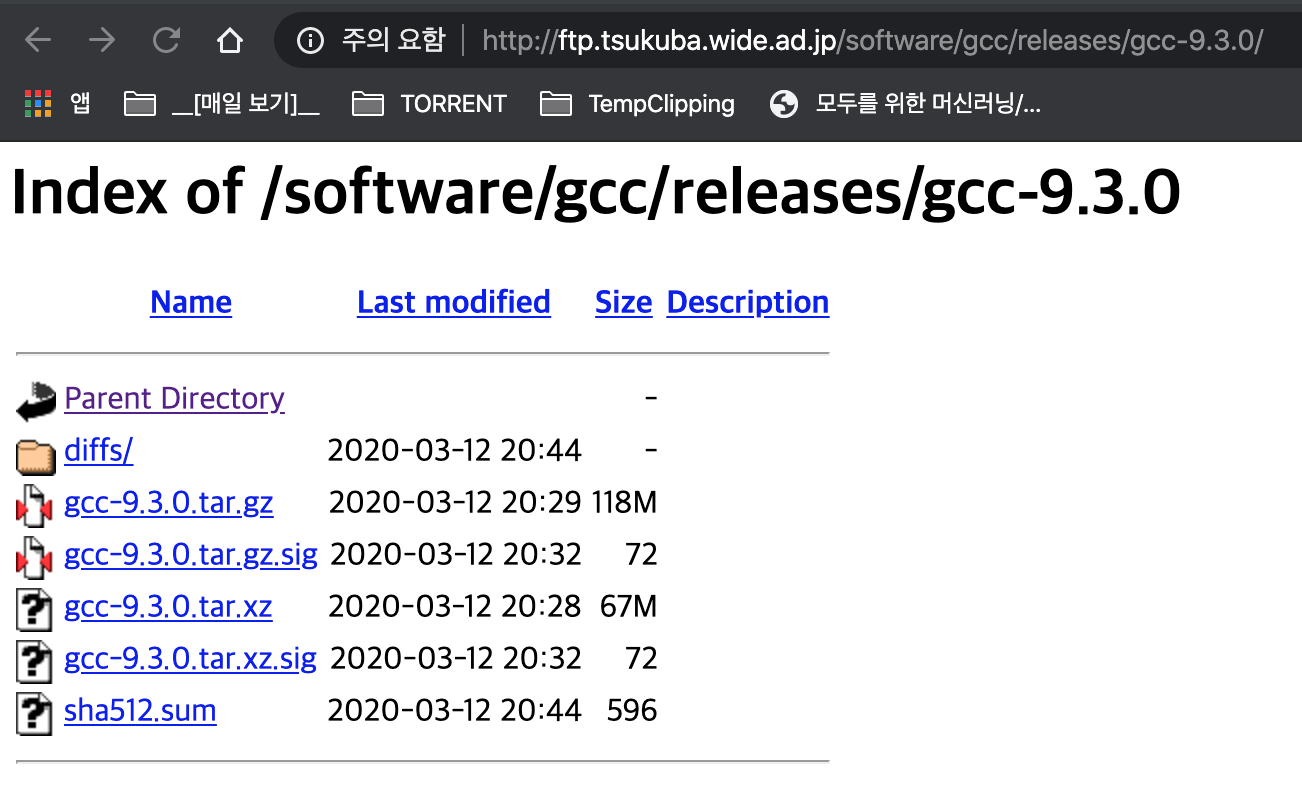 주의 요함 http://ftp.tsukuba.wide.ad.jp/software/gcc/releases/gcc-9.3.0/
앱 __[매일 보기]__ TORRENT TempClipping 모두를 위한 머신러닝/...
Index of /software/gcc/releases/gcc-9.3.0
Name Last modified Size Description
Parent Directory -
diffs/ 2020-03-12 20:44 -
gcc-9.3.0.tar.gz 2020-03-12 20:29 118M
gcc-9.3.0.tar.gz.sig 2020-03-12 20:32 72
gcc-9.3.0.tar.xz 2020-03-12 20:28 67M
gcc-9.3.0.tar.xz.sig 2020-03-12 20:32 72
sha512.sum 2020-03-12 20:44 596